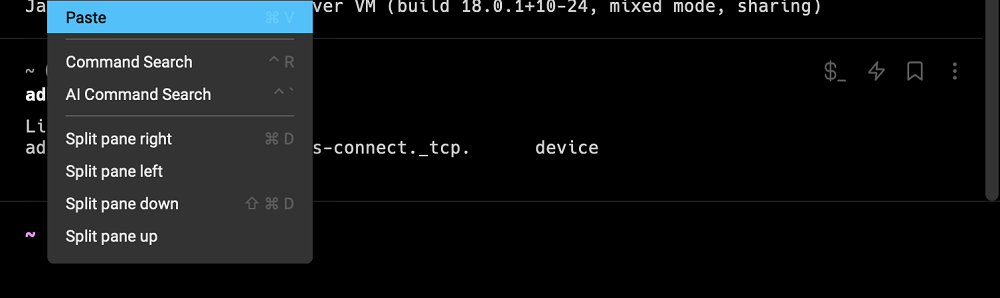 Ja ver VM (build 18.0.1+10-24, mixed mode, sharing)
Paste ⌘ V
Command Search ^ R
~ $_
AI Command Search ^ `
ad
Li
Split pane right ⌘ D
ad s-connect._tcp. device
Split pane left
Split pane down ⇧ ⌘ D
~
Split pane up